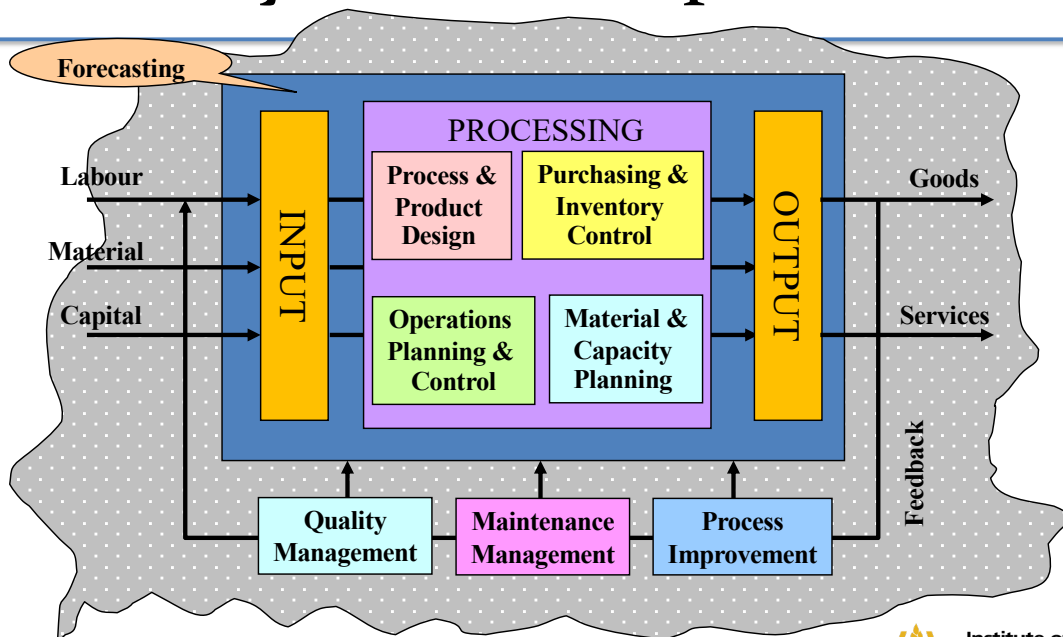 Forecasting
PROCESSING
Process &
Product
Design
Purchasing &
Inventory
Control
Labour
Material
Capital
INPUT
OUTPUT
Goods
Services
Operations
Planning &
Control
Material &
Capacity
Planning
Feedback
Quality
Management
Maintenance
Management
Process
Improvement